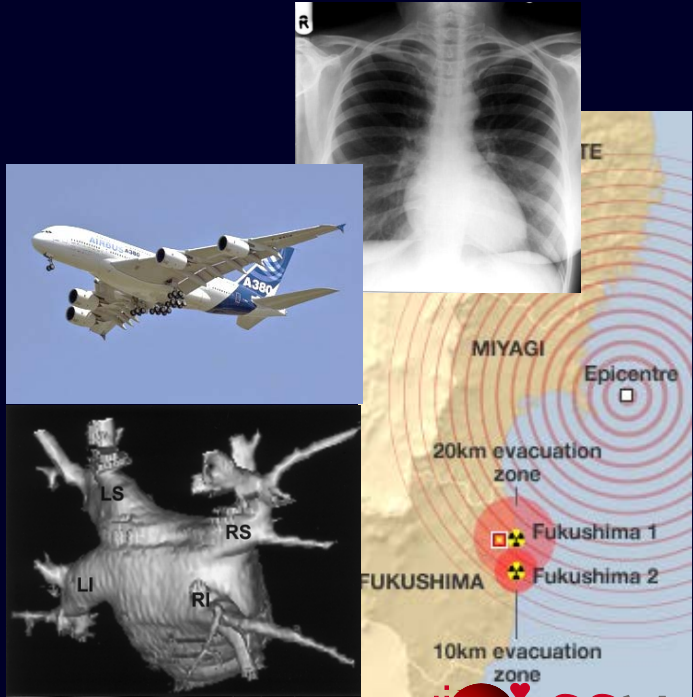 R
TE
AIRBUS A380
A380
MIYAGI
Epicentre
20km evacuation
zone
Fukushima 1
FUKUSHIMA
Fukushima 2
10km evacuation
zone
LS
RS
LI
RI